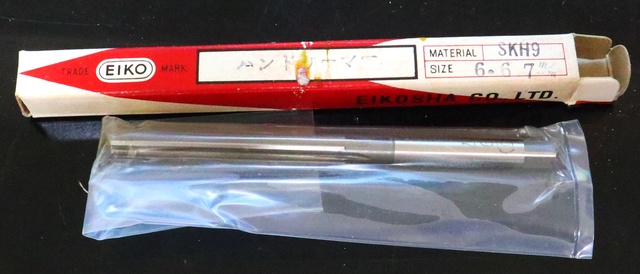 TRADE EIKO MARK
ハンドリーマー
MATERIAL SKH9
SIZE 6.67 m/m
EIKOSHA CO., LTD.